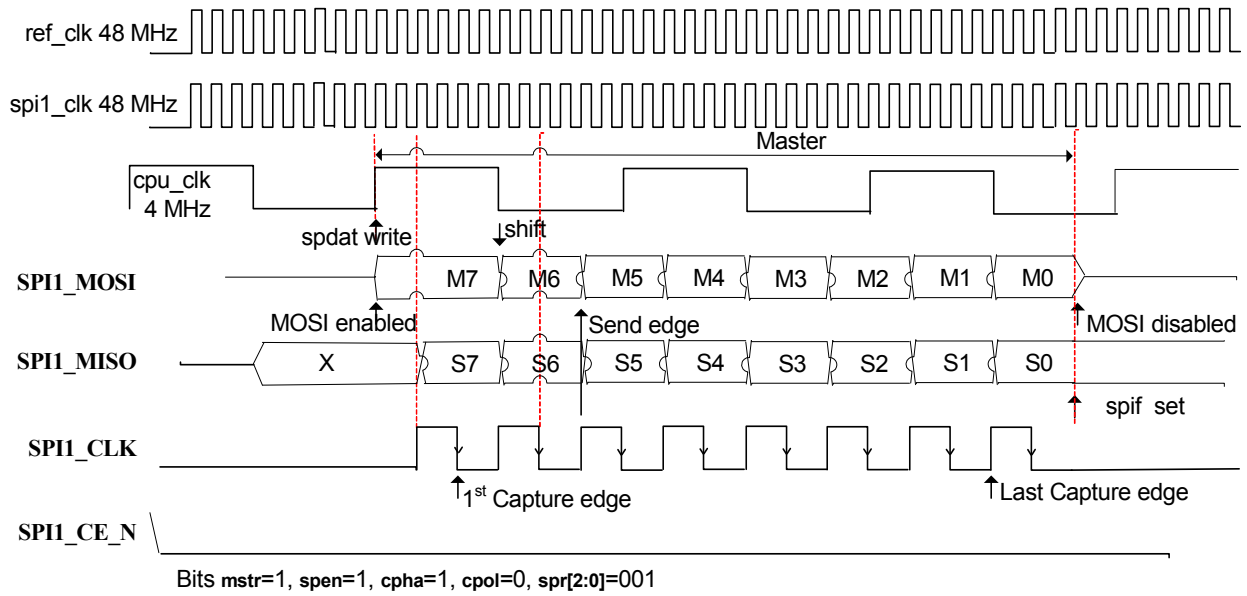 ref_clk 48 MHz
spi1_clk 48 MHz
Master
cpu_clk
4 MHz
spdat write
shift
SPI1_MOSI
M7 M6 M5 M4 M3 M2 M1 M0
MOSI enabled
Send edge
MOSI disabled
SPI1_MISO
X S7 S6 S5 S4 S3 S2 S1 S0
spif set
SPI1_CLK
1st Capture edge
Last Capture edge
SPI1_CE_N
Bits mstr=1, spen=1, cpha=1, cpol=0, spr[2:0]=001